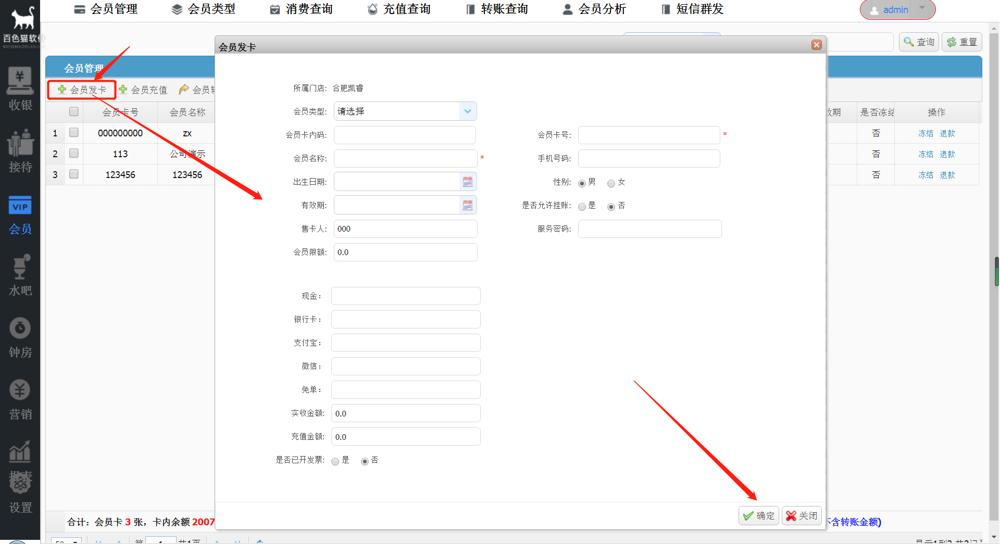 会员管理 会员类型 消费查询 充值查询 转账查询 会员分析 短信群发 admin
百色猫软件
查询 重置
会员管理
会员发卡 会员充值
会员卡号 会员名称 是否冻结 操作
1 000000000 zx 否 冻结 退款
2 113 公司演示 否 冻结 退款
3 123456 123456 否 冻结 退款
收银
接待
VIP
会员
水吧
钟房
营销
报表
设置
会员发卡
所属门店: 合肥凯睿
会员类型: 请选择
会员卡内码: 会员卡号: *
会员名称: * 手机号码:
出生日期: 性别: 男 女
有效期: 是否允许挂账: 是 否
售卡人: 000 服务密码:
会员限额: 0.0
现金：
银行卡：
支付宝：
微信：
免单：
实收金额: 0.0
充值金额: 0.0
是否已开发票: 是 否
确定 关闭
合计：会员卡 3 张，卡内余额 2007 不含转账金额)
50 第 1 共1页